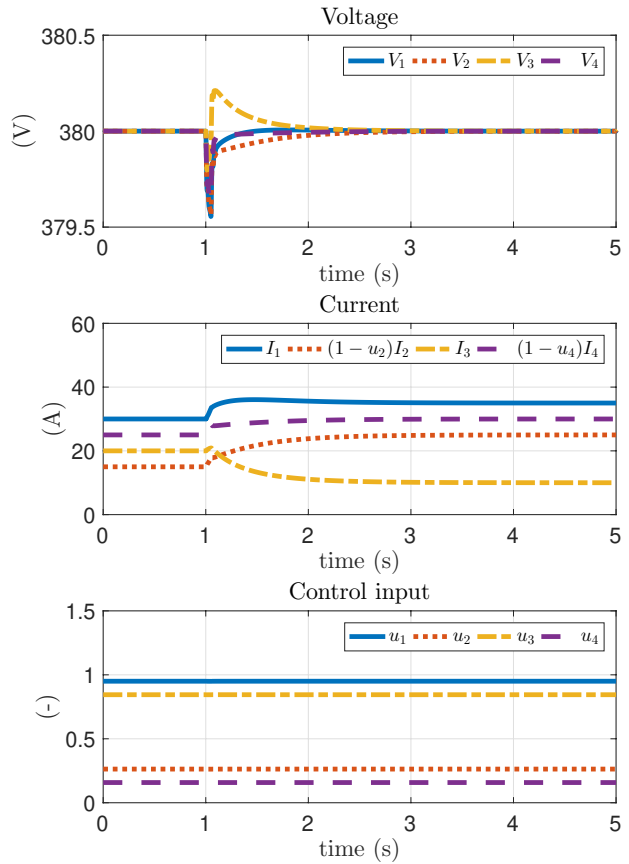 Voltage
380.5
V₁ V₂ V₃ V₄
(V)
380
379.5
0 1 2 3 4 5
time (s)
Current
60
I₁ (1 − u₂)I₂ I₃ (1 − u₄)I₄
40
(A)
20
0
0 1 2 3 4 5
time (s)
Control input
1.5
u₁ u₂ u₃ u₄
1
(-)
0.5
0
0 1 2 3 4 5
time (s)